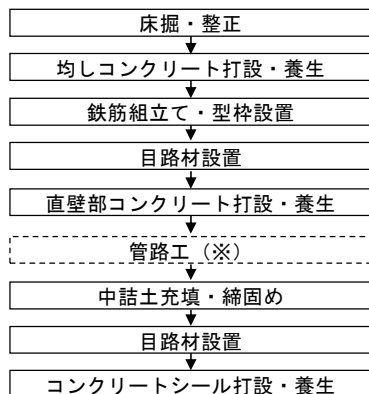 床掘・整正
均しコンクリート打設・養生
鉄筋組立て・型枠設置
目路材設置
直壁部コンクリート打設・養生
管路工（※）
中詰土充填・締固め
目路材設置
コンクリートシール打設・養生